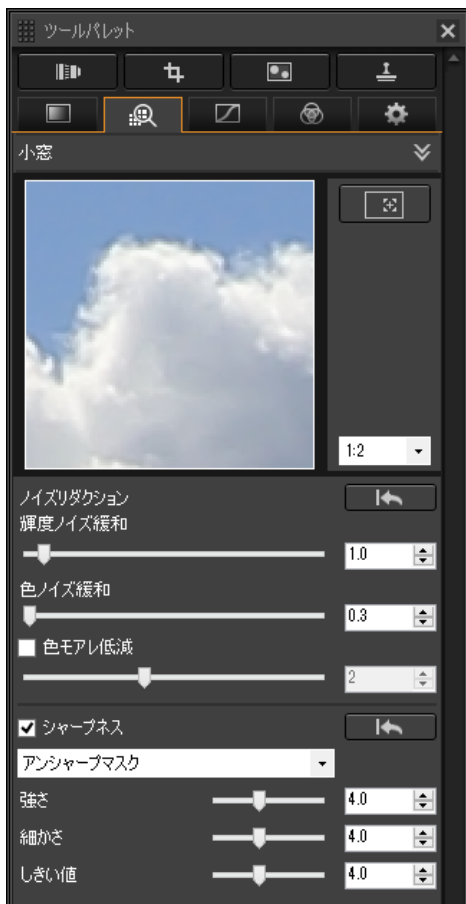 ツールパレット
小窓
1:2
ノイズリダクション
輝度ノイズ緩和
1.0
色ノイズ緩和
0.3
色モアレ低減
2
シャープネス
アンシャープマスク
強さ
4.0
細かさ
4.0
しきい値
4.0